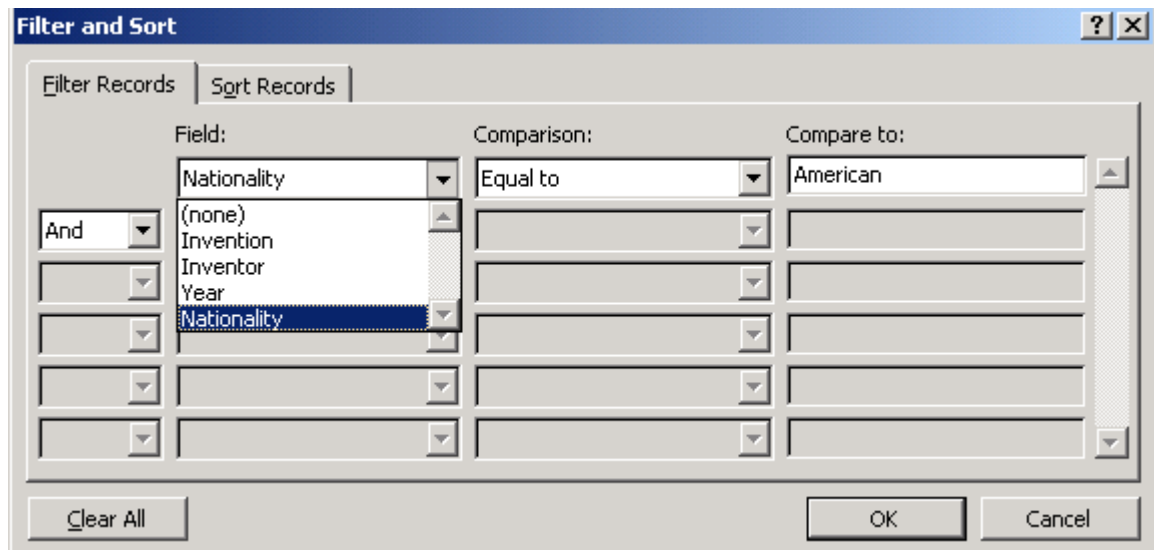 Filter and Sort
Filter Records Sort Records
Field: Comparison: Compare to:
Nationality Equal to American
And
(none)
Invention
Inventor
Year
Nationality
Clear All OK Cancel